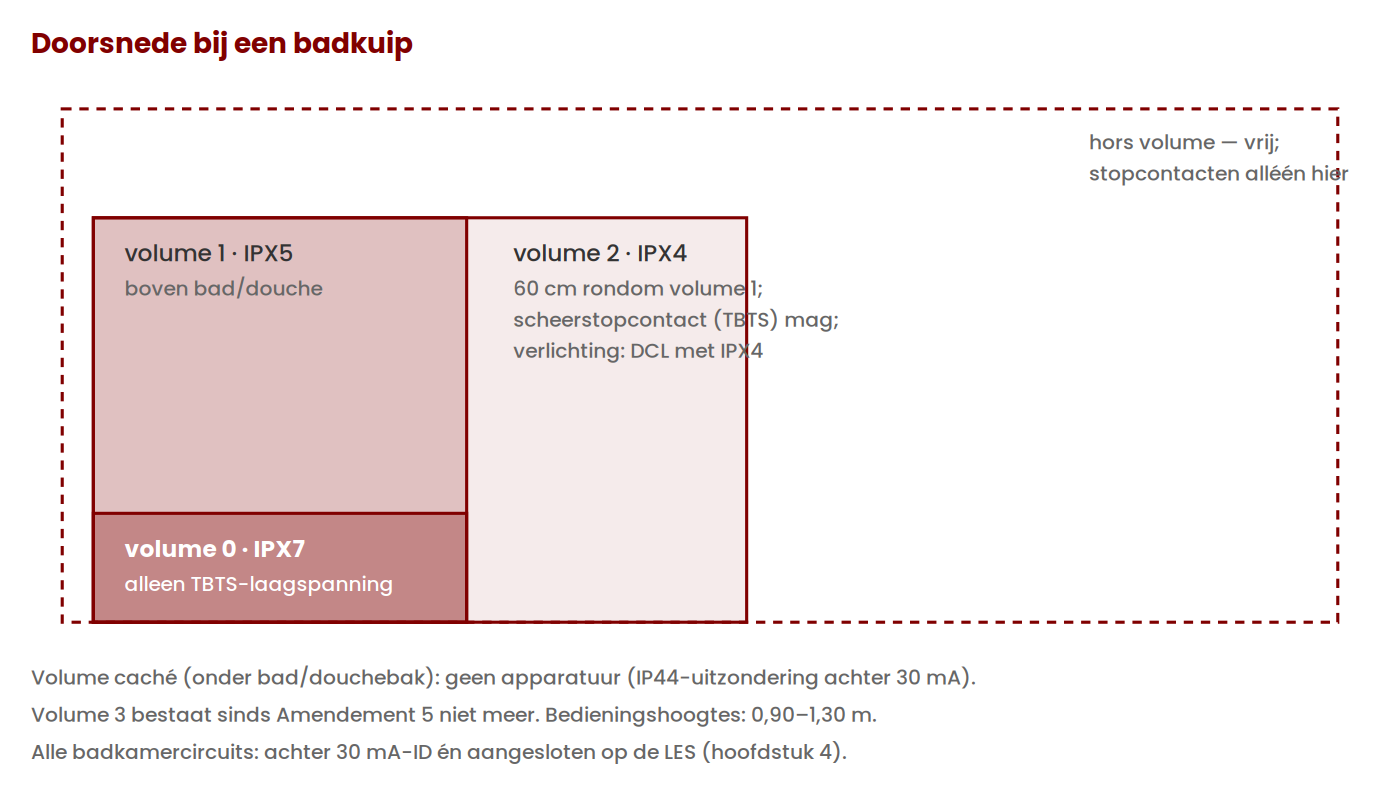 Doorsnede bij een badkuip
hors volume — vrij;
stopcontacten alléén hier
volume 1 · IPX5
boven bad/douche
volume 2 · IPX4
60 cm rondom volume 1;
scheerstopcontact (TBTS) mag;
verlichting: DCL met IPX4
volume 0 · IPX7
alleen TBTS-laagspanning
Volume caché (onder bad/douchebak): geen apparatuur (IP44-uitzondering achter 30 mA).
Volume 3 bestaat sinds Amendement 5 niet meer. Bedieningshoogtes: 0,90–1,30 m.
Alle badkamercircuits: achter 30 mA-ID én aangesloten op de LES (hoofdstuk 4).